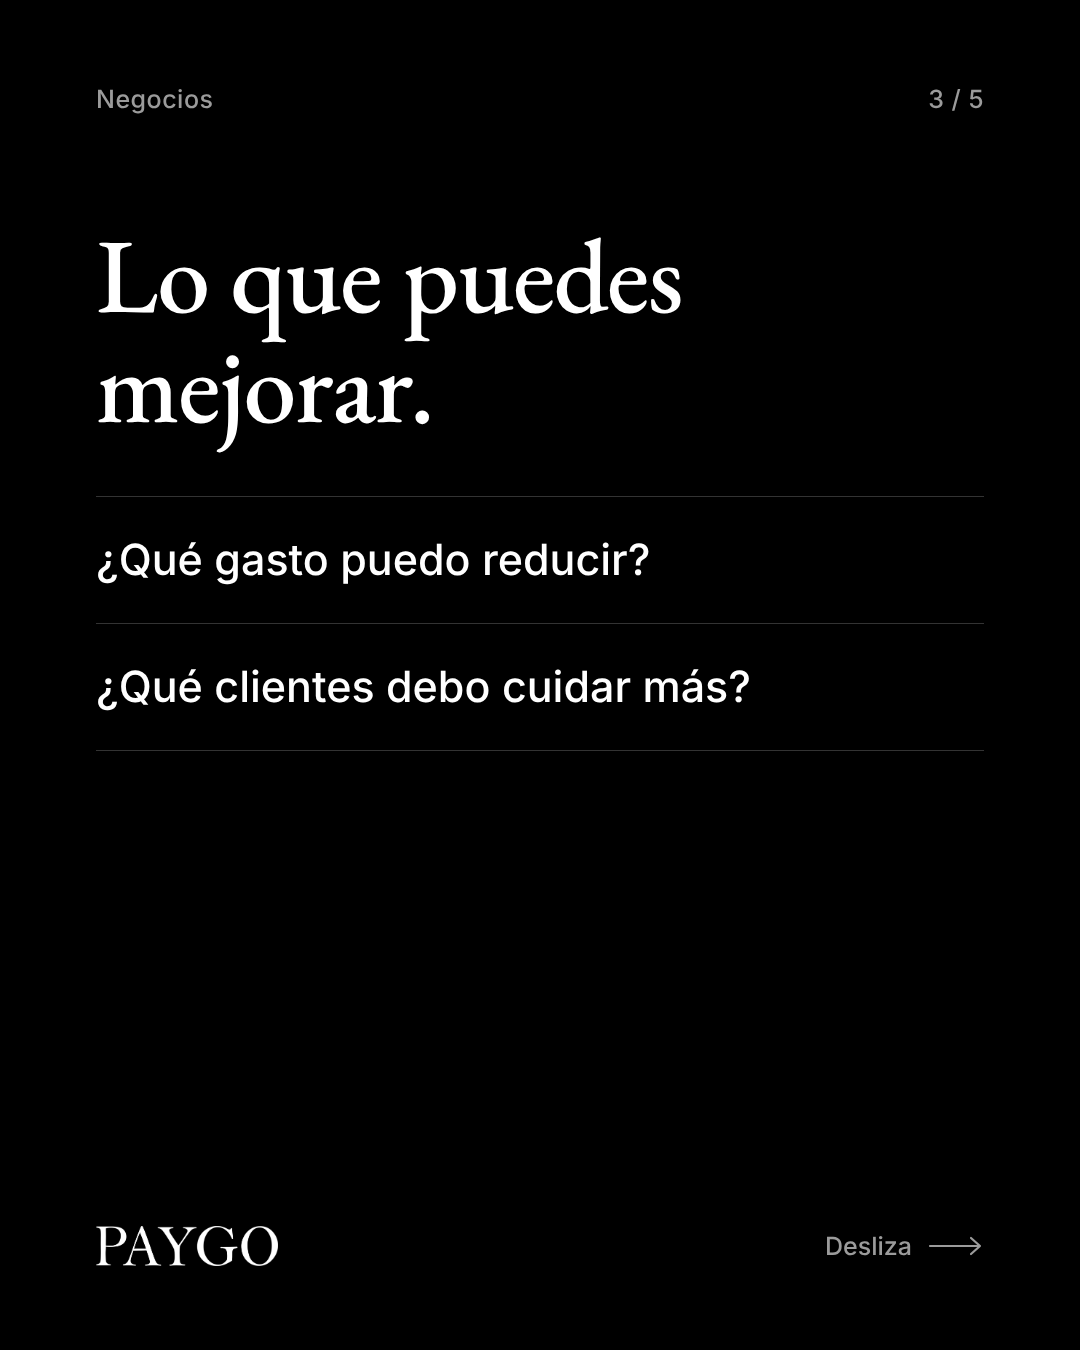 Negocios
3 / 5
Lo que puedes
mejorar.
¿Qué gasto puedo reducir?
¿Qué clientes debo cuidar más?
PAYGO
Desliza